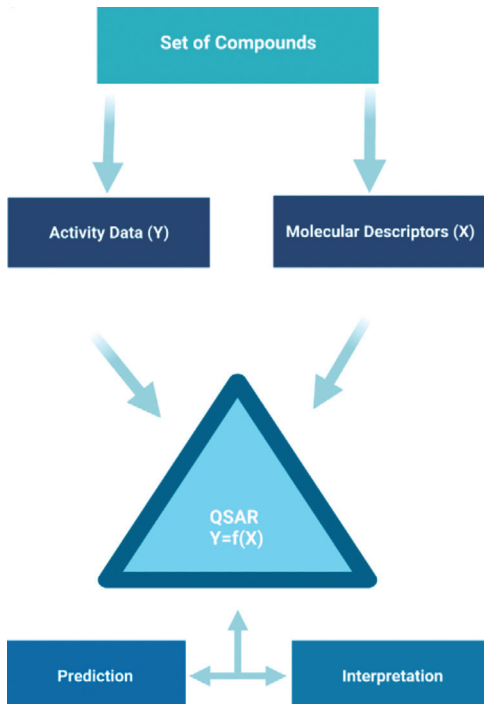 Set of Compounds
Activity Data (Y)
Molecular Descriptors (X)
QSAR
Y=f(X)
Prediction
Interpretation